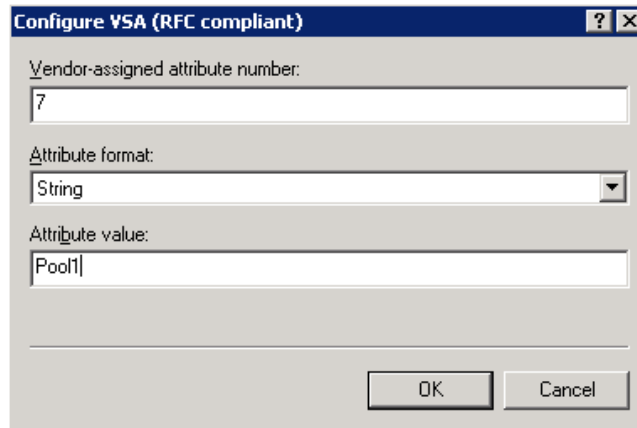 Configure VSA (RFC compliant)
Vendor-assigned attribute number:
7
Attribute format:
String
Attribute value:
Pool1
OK Cancel